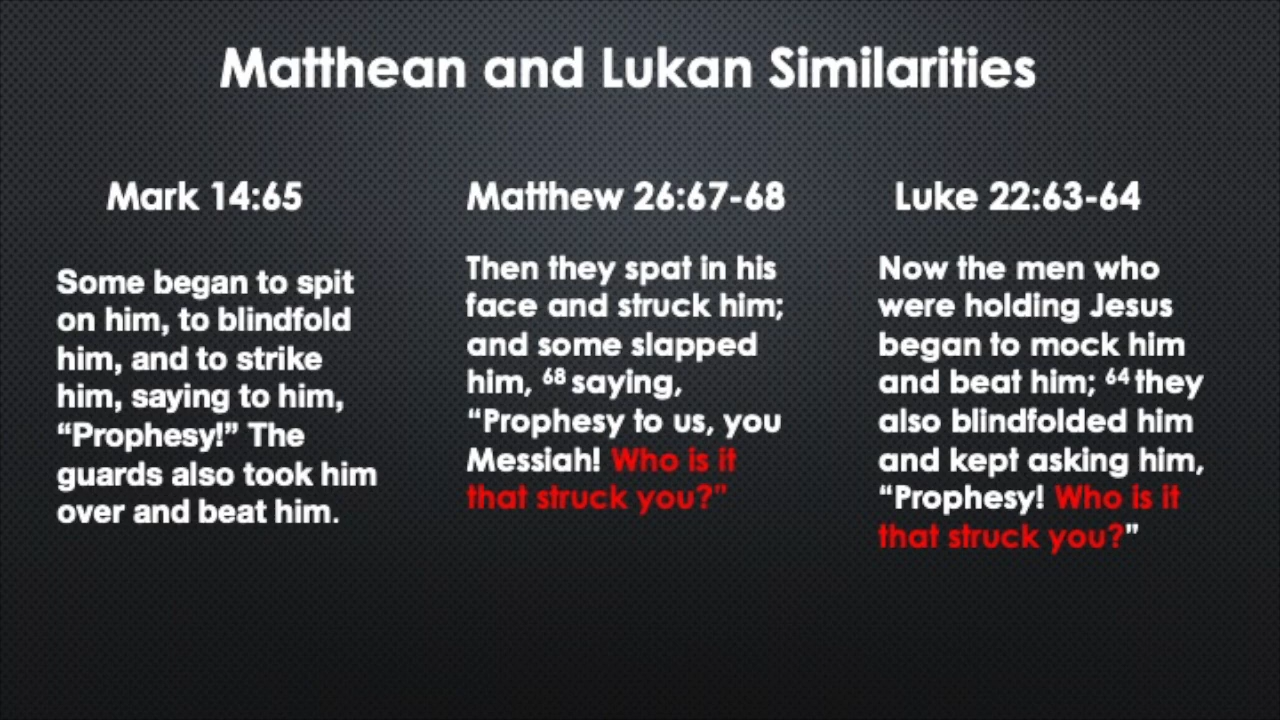 Matthean and Lukan Similarities
Mark 14:65
Some began to spit
on him, to blindfold
him, and to strike
him, saying to him,
“Prophesy!” The
guards also took him
over and beat him.
Matthew 26:67-68
Then they spat in his
face and struck him;
and some slapped
him, 68 saying,
“Prophesy to us, you
Messiah! Who is it
that struck you?"
Luke 22:63-64
Now the men who
were holding Jesus
began to mock him
and beat him; 64 they
also blindfolded him
and kept asking him,
“Prophesy! Who is it
that struck you?”